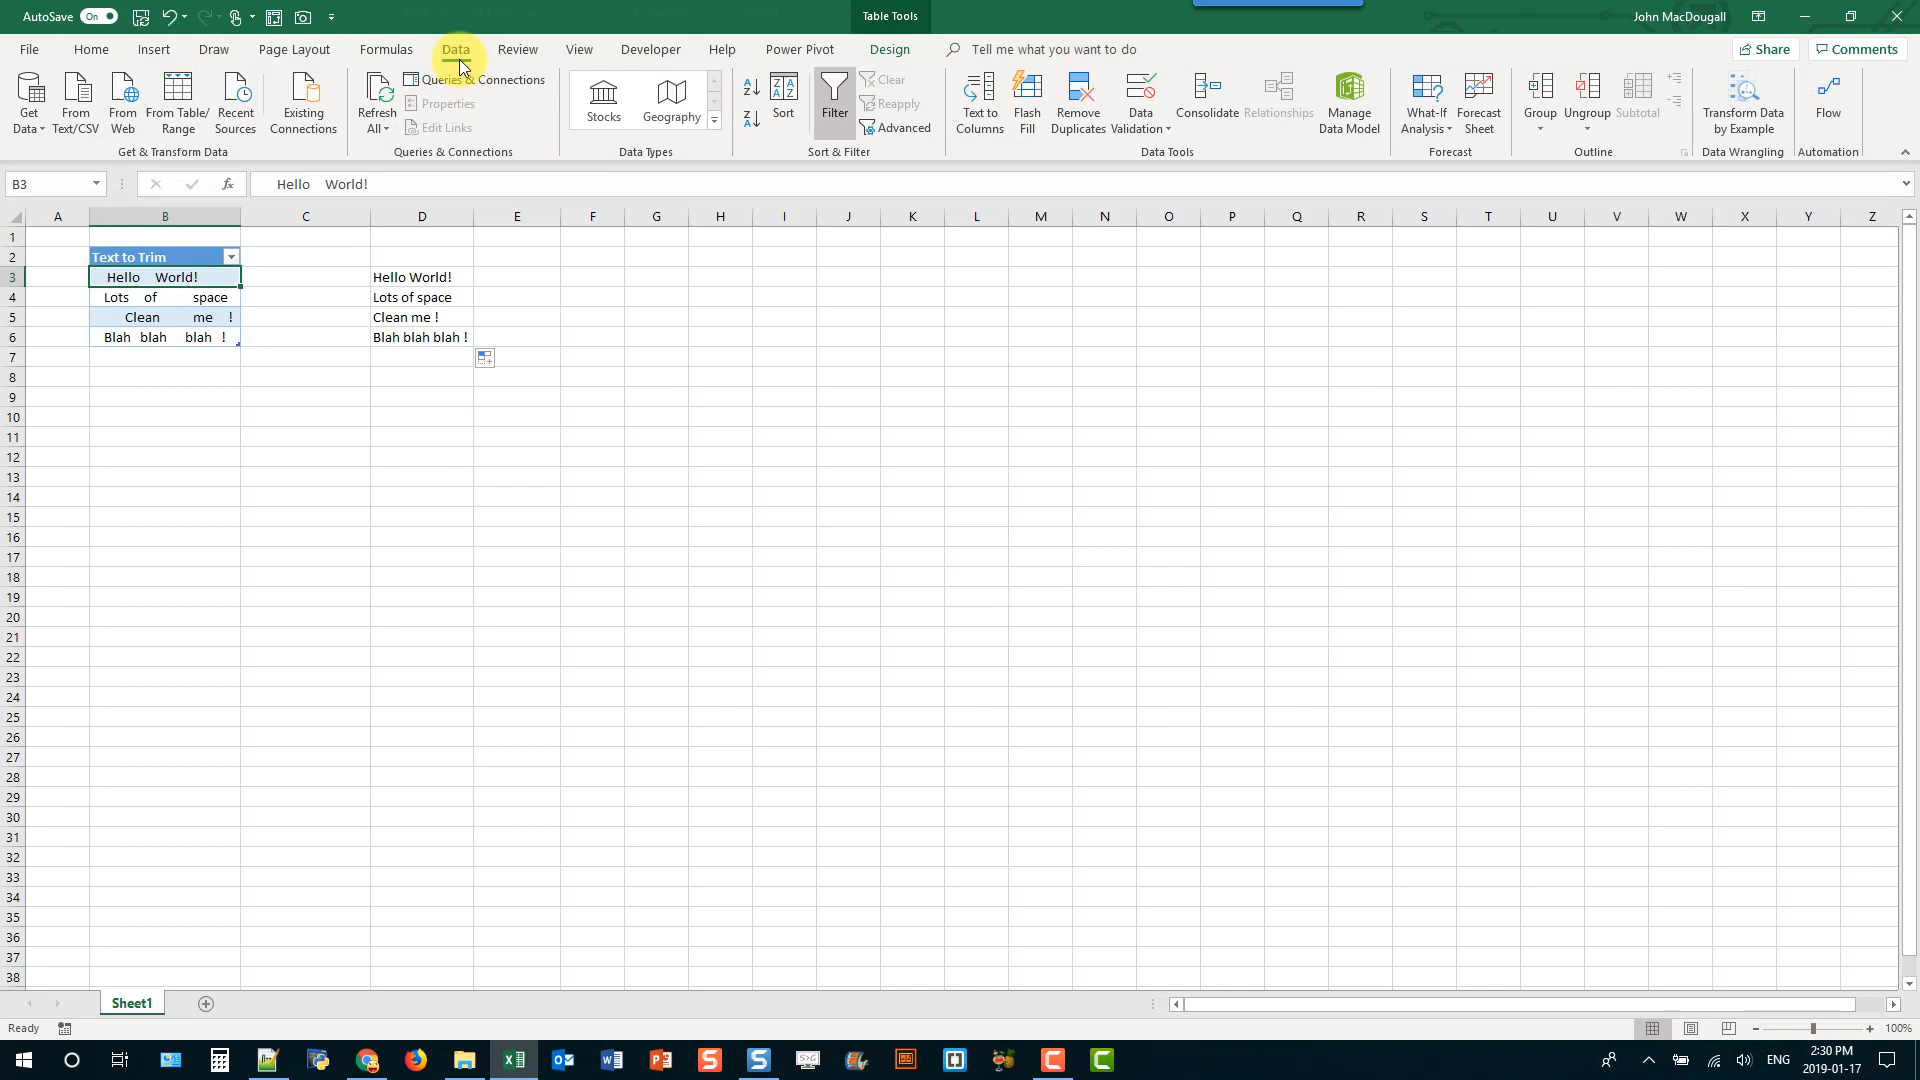 AutoSave On Table Tools John MacDougall
File Home Insert Draw Page Layout Formulas Data Review View Developer Help Power Pivot Design Tell me what you want to do Share Comments
Get Data From Text/CSV From Web From Table/ Range Recent Sources Existing Connections Refresh All Queries & Connections Properties Edit Links Stocks Geography Sort Filter Clear Reapply Advanced Text to Columns Flash Fill Remove Duplicates Data Validation Consolidate Relationships Manage Data Model What-If Analysis Forecast Sheet Group Ungroup Subtotal Transform Data by Example Flow
Get & Transform Data Queries & Connections Data Types Sort & Filter Data Tools Forecast Outline Data Wrangling Automation
B3 fx Hello    World!
A B C D E F G H I J K L M N O P Q R S T U V W X Y Z
1
2 Text to Trim
3 Hello    World! Hello World!
4 Lots    of        space Lots of space
5 Clean        me    ! Clean me !
6 Blah   blah     blah   ! Blah blah blah !
7
8
9
10
11
12
13
14
15
16
17
18
19
20
21
22
23
24
25
26
27
28
29
30
31
32
33
34
35
36
37
38
Sheet1
Ready 100%
ENG 2:30 PM
2019-01-17